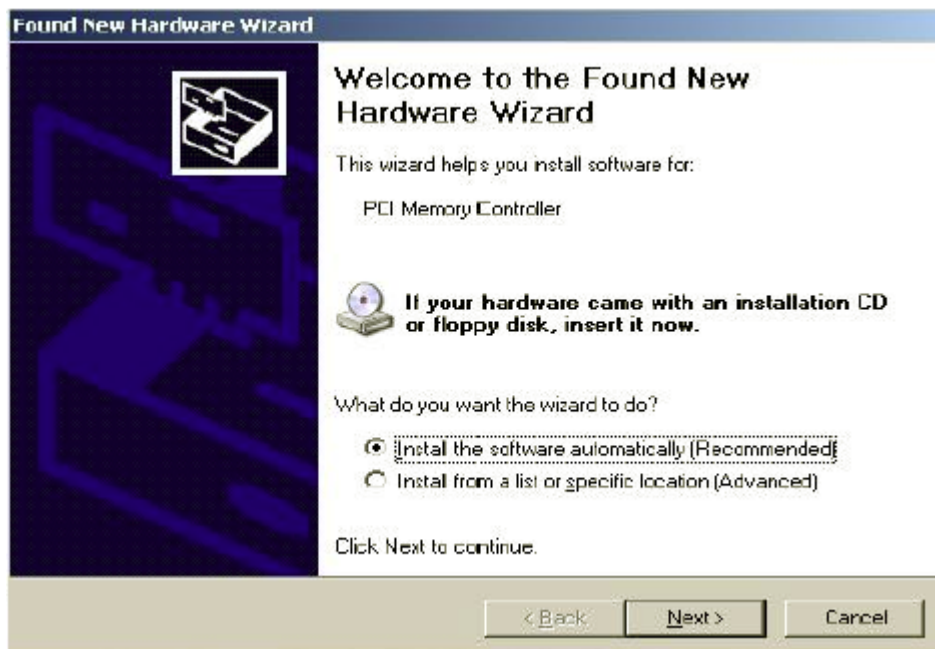 Found New Hardware Wizard
Welcome to the Found New
Hardware Wizard
This wizard helps you install software for:
PCI Memory Controller
If your hardware came with an installation CD
or floppy disk, insert it now.
What do you want the wizard to do?
Install the software automatically (Recommended)
Install from a list or specific location (Advanced)
Click Next to continue.
< Back
Next >
Cancel